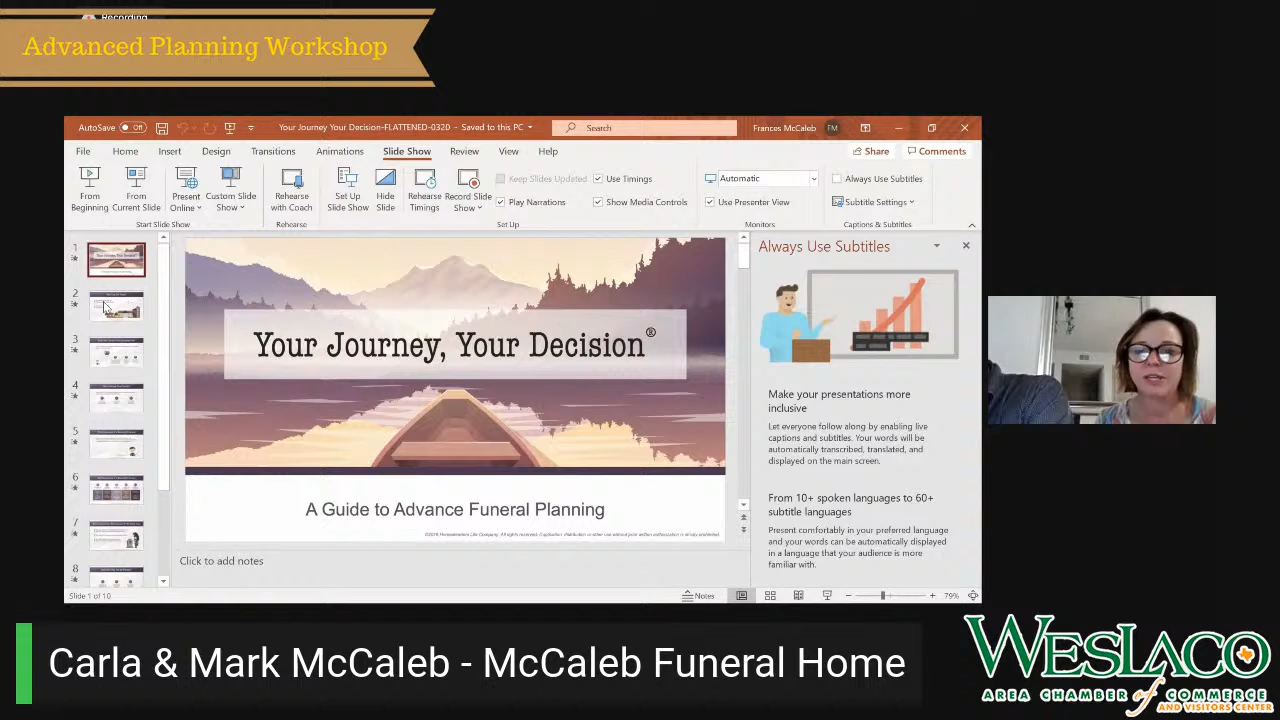 Recording
Advanced Planning Workshop
AutoSave Off
Your Journey Your Decision-FLATTENED-0320 - Saved to this PC
Search
Frances McCaleb FM
File Home Insert Design Transitions Animations Slide Show Review View Help
Share Comments
From Beginning
From Current Slide
Present Online
Custom Slide Show
Start Slide Show
Rehearse with Coach
Rehearse
Set Up Slide Show
Hide Slide
Rehearse Timings
Record Slide Show
Keep Slides Updated
Play Narrations
Use Timings
Show Media Controls
Set Up
Automatic
Use Presenter View
Monitors
Always Use Subtitles
Subtitle Settings
Captions & Subtitles
1
2
3
4
5
6
7
8
Your Journey, Your Decision®
A Guide to Advance Funeral Planning
Click to add notes
Always Use Subtitles
Make your presentations more
inclusive
Let everyone follow along by enabling live
captions and subtitles. Your words will be
automatically transcribed, translated, and
displayed on the main screen.
From 10+ spoken languages to 60+
subtitle languages
Present comfortably in your preferred language
and your words can be automatically displayed
in a language that your audience is more
familiar with.
Slide 1 of 10
Notes
79%
Carla & Mark McCaleb - McCaleb Funeral Home
WESLACO
AREA CHAMBER of COMMERCE
AND VISITORS CENTER